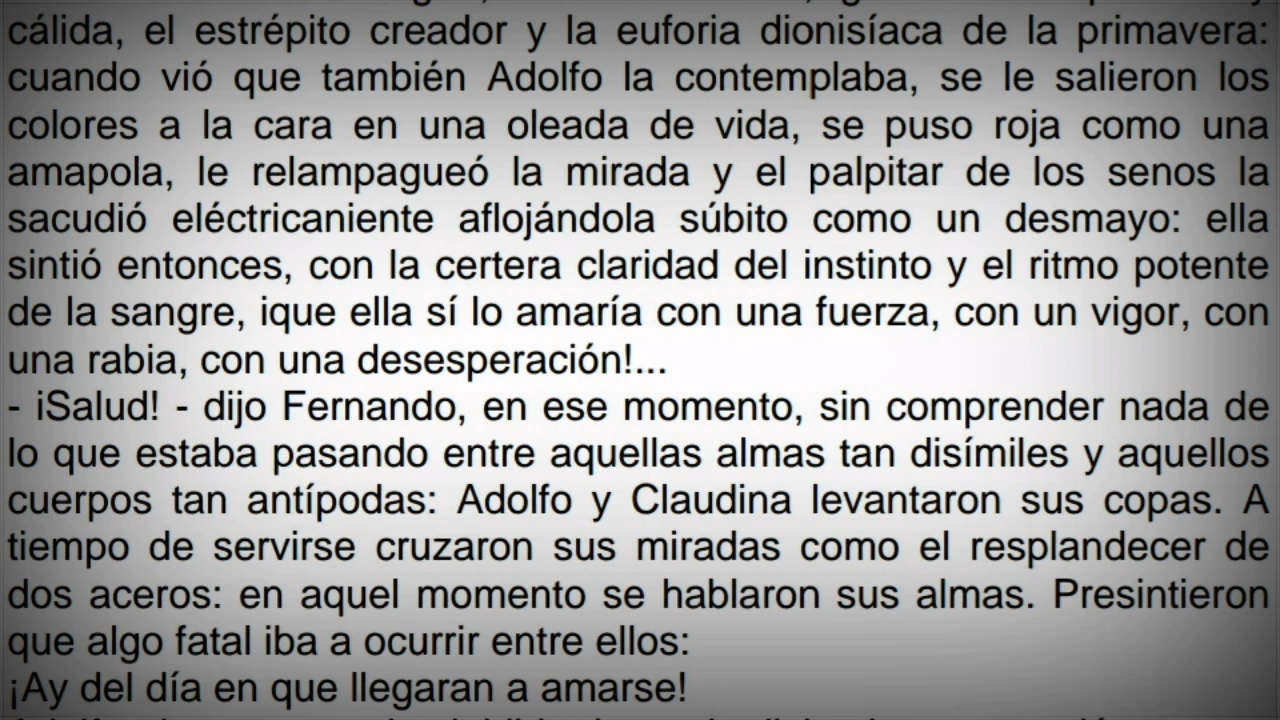 cálida, el estrépito creador y la euforia dionisíaca de la primavera:
cuando vió que también Adolfo la contemplaba, se le salieron los
colores a la cara en una oleada de vida, se puso roja como una
amapola, le relampagueó la mirada y el palpitar de los senos la
sacudió eléctricaniente aflojándola súbito como un desmayo: ella
sintió entonces, con la certera claridad del instinto y el ritmo potente
de la sangre, ique ella sí lo amaría con una fuerza, con un vigor, con
una rabia, con una desesperación!...
- iSalud! - dijo Fernando, en ese momento, sin comprender nada de
lo que estaba pasando entre aquellas almas tan disímiles y aquellos
cuerpos tan antípodas: Adolfo y Claudina levantaron sus copas. A
tiempo de servirse cruzaron sus miradas como el resplandecer de
dos aceros: en aquel momento se hablaron sus almas. Presintieron
que algo fatal iba a ocurrir entre ellos:
¡Ay del día en que llegaran a amarse!